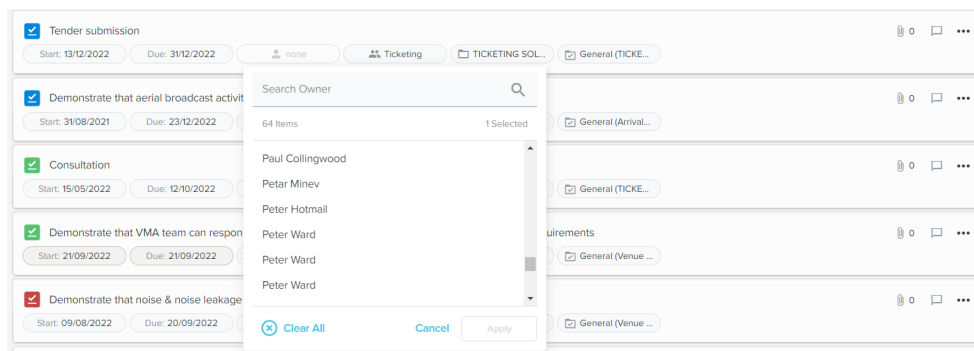 Tender submission
0
Start: 13/12/2022 Due: 31/12/2022 none Ticketing TICKETING SOL... General (TICKE...
Search Owner
Demonstrate that aerial broadcast activit
0
64 Items 1 Selected
Start: 31/08/2021 Due: 23/12/2022 General (Arrival...
Paul Collingwood
Consultation
0
Petar Minev
Start: 15/05/2022 Due: 12/10/2022 General (TICKE...
Peter Hotmail
Demonstrate that VMA team can respon uirements
0
Peter Ward
Start: 21/09/2022 Due: 21/09/2022 General (Venue ...
Peter Ward
Peter Ward
Demonstrate that noise & noise leakage
0
Start: 09/08/2022 Due: 20/09/2022 General (Venue ...
Clear All Cancel Apply